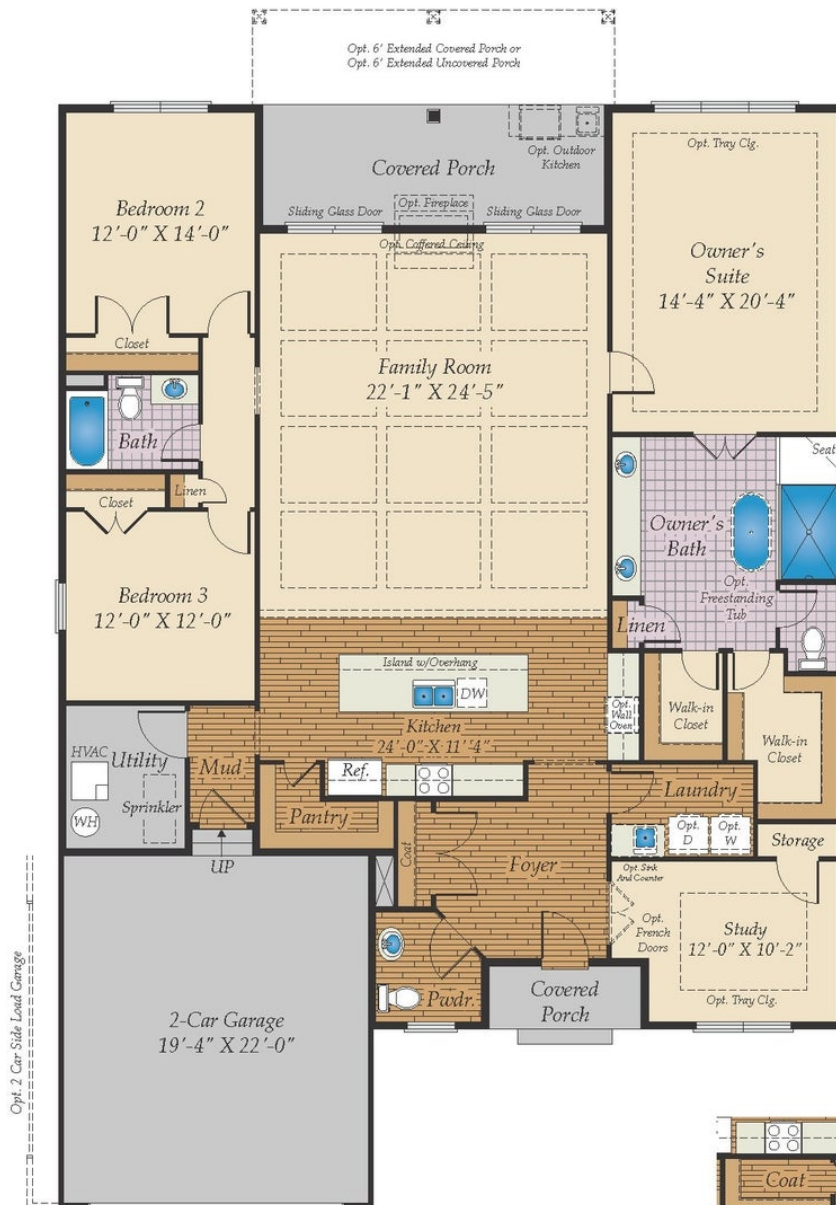 Opt. 6' Extended Covered Porch or
Opt. 6' Extended Uncovered Porch
Opt. Outdoor
Kitchen
Covered Porch
Opt. Fireplace
Sliding Glass Door
Sliding Glass Door
Opt. Coffered Ceiling
Bedroom 2
12'-0" X 14'-0"
Closet
Opt. Tray Clg.
Owner's
Suite
14'-4" X 20'-4"
Family Room
22'-1" X 24'-5"
Bath
Closet
Linen
Seat
Owner's
Bath
Opt.
Freestanding
Tub
Linen
Bedroom 3
12'-0" X 12'-0"
Island w/Overhang
DW
Opt.
Wall
Oven
Kitchen
24'-0" X 11'-4"
Walk-in
Closet
Walk-in
Closet
HVAC
Utility
Sprinkler
WH
Mud
Ref.
Pantry
UP
Laundry
Opt.
D
Opt.
W
Opt. Sink
And Counter
Storage
Coat
Foyer
Opt.
French
Doors
Study
12'-0" X 10'-2"
Opt. Tray Clg.
Pwdr.
Covered
Porch
2-Car Garage
19'-4" X 22'-0"
Opt. 2 Car Side Load Garage
Coat